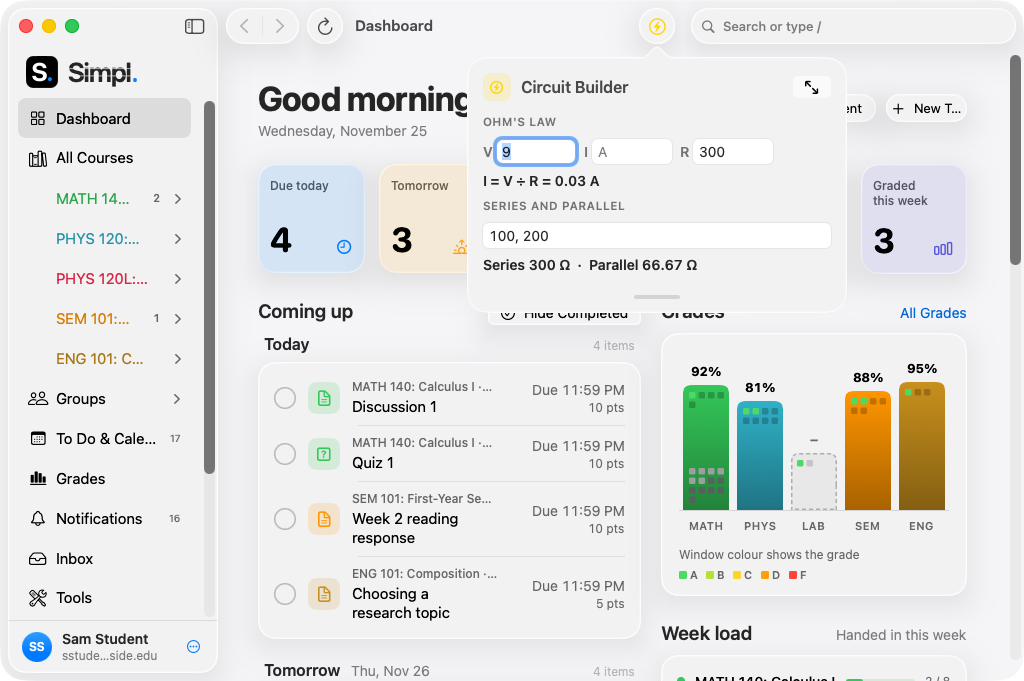 Dashboard
Search or type /
S.
Simpl.
Dashboard
All Courses
MATH 14... 2
PHYS 120:...
PHYS 120L:...
SEM 101:... 1
ENG 101: C...
Groups
To Do & Cale... 17
Grades
Notifications 16
Inbox
Tools
SS
Sam Student
sstude...side.edu
Good morning
Wednesday, November 25
New T...
Circuit Builder
OHM'S LAW
V 9 I A R 300
I = V ÷ R = 0.03 A
SERIES AND PARALLEL
100, 200
Series 300 Ω · Parallel 66.67 Ω
Due today
4
Tomorrow
3
Graded
this week
3
Coming up
Hide Completed
Today
4 items
MATH 140: Calculus I ·...
Discussion 1
Due 11:59 PM
10 pts
MATH 140: Calculus I ·...
Quiz 1
Due 11:59 PM
10 pts
SEM 101: First-Year Se...
Week 2 reading
response
Due 11:59 PM
10 pts
ENG 101: Composition ·...
Choosing a
research topic
Due 11:59 PM
5 pts
Tomorrow Thu, Nov 26
4 items
Grades
All Grades
92% 81% – 88% 95%
MATH PHYS LAB SEM ENG
Window colour shows the grade
A B C D F
Week load
Handed in this week
MATH 140: Calculus I
2 / 8